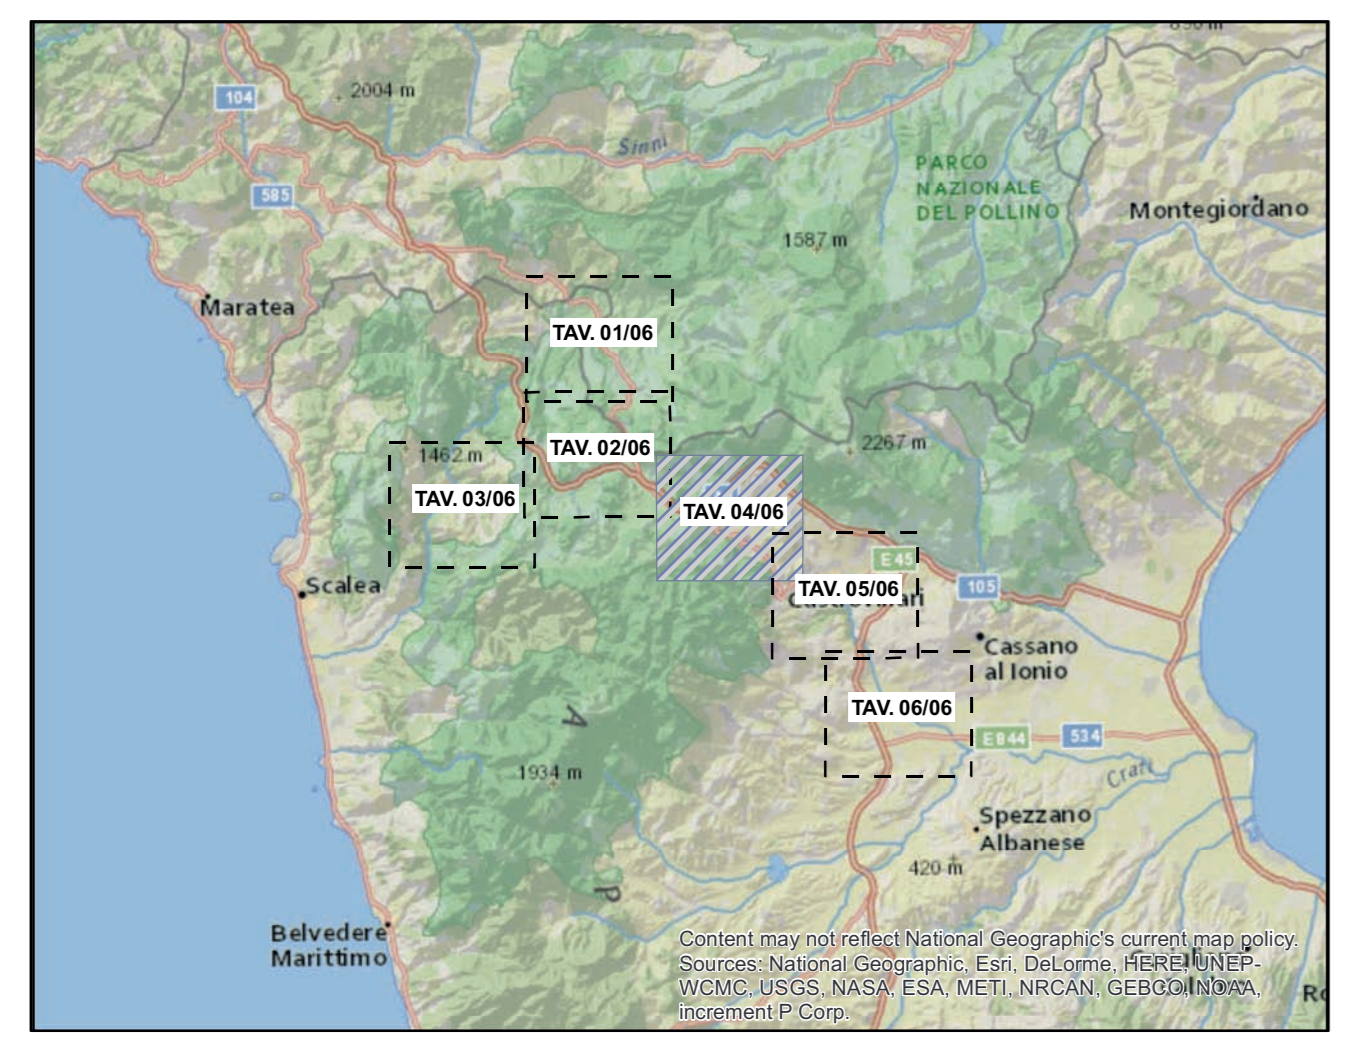 890 m
104
2004 m
Sinni
PARCO
NAZIONALE
DEL POLLINO
585
Montegiordano
1587 m
Maratea
TAV. 01/06
2267 m
TAV. 02/06
1462 m
TAV. 03/06
TAV. 04/06
E45
105
Scalea
TAV. 05/06
Cassano
al Ionio
TAV. 06/06
A
E844
534
1934 m
Crati
Spezzano
Albanese
420 m
P
Belvedere
Marittimo
Content may not reflect National Geographic's current map policy.
Sources: National Geographic, Esri, DeLorme, HERE, UNEP-
WCMC, USGS, NASA, ESA, METI, NRCAN, GEBCO, NOAA,
increment P Corp.
Ro